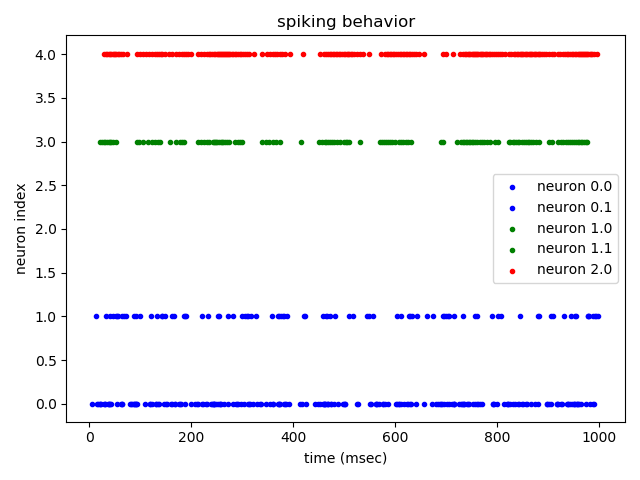 spiking behavior
neuron index
4.0
3.5
3.0
2.5
2.0
1.5
1.0
0.5
0.0
neuron 0.0
neuron 0.1
neuron 1.0
neuron 1.1
neuron 2.0
0 200 400 600 800 1000
time (msec)